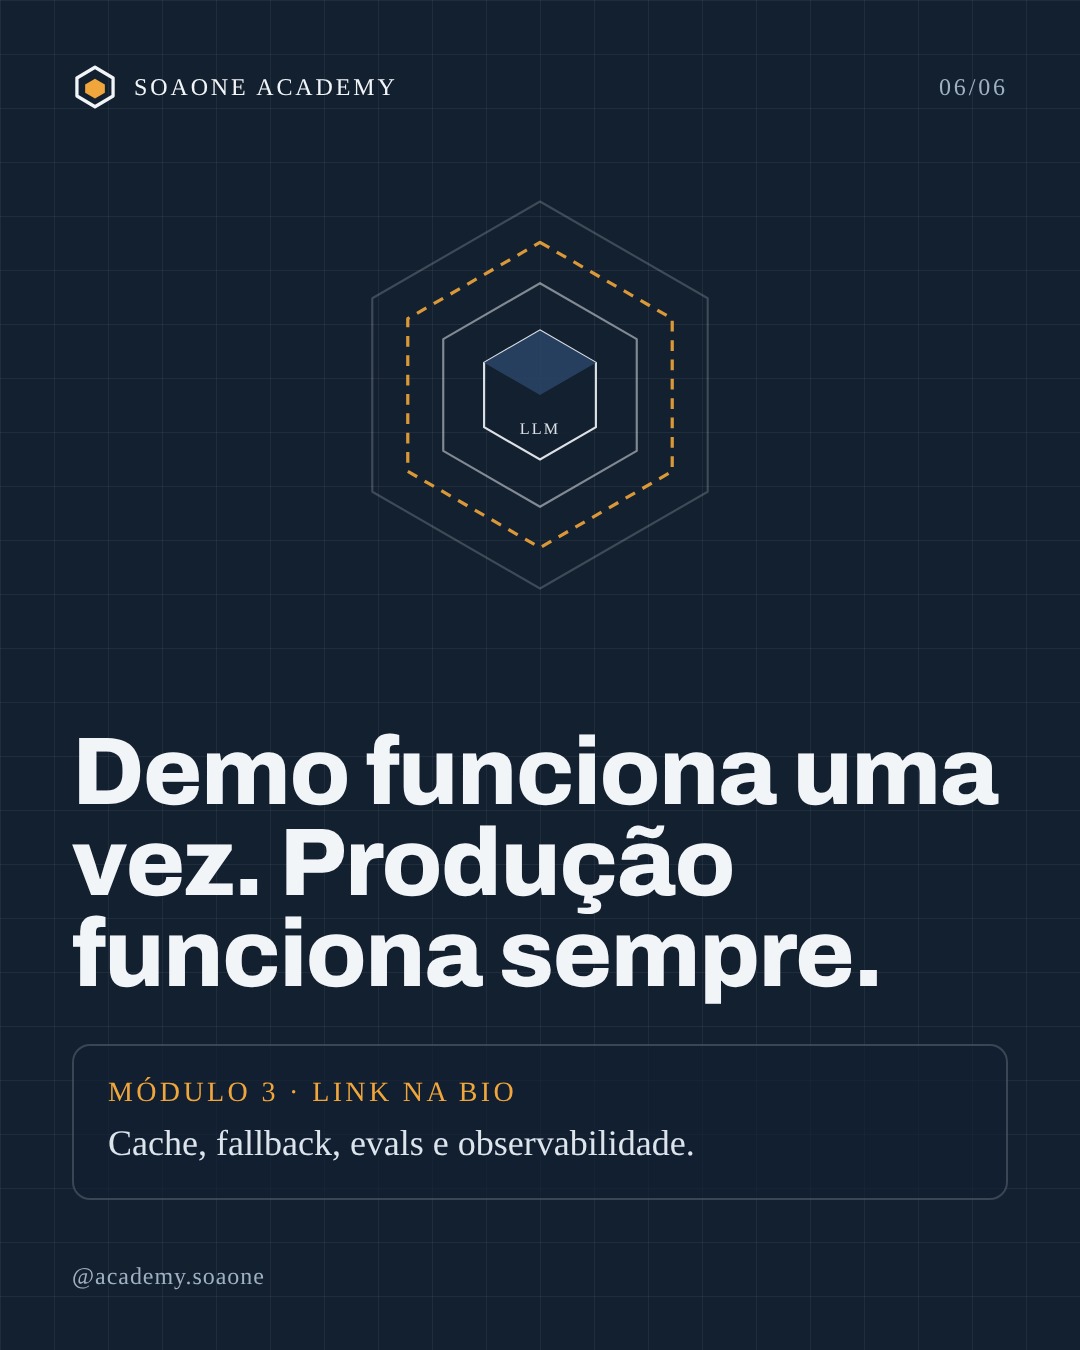 SOAONE ACADEMY
06/06
LLM
Demo funciona uma
vez. Produção
funciona sempre.
MÓDULO 3 · LINK NA BIO
Cache, fallback, evals e observabilidade.
@academy.soaone